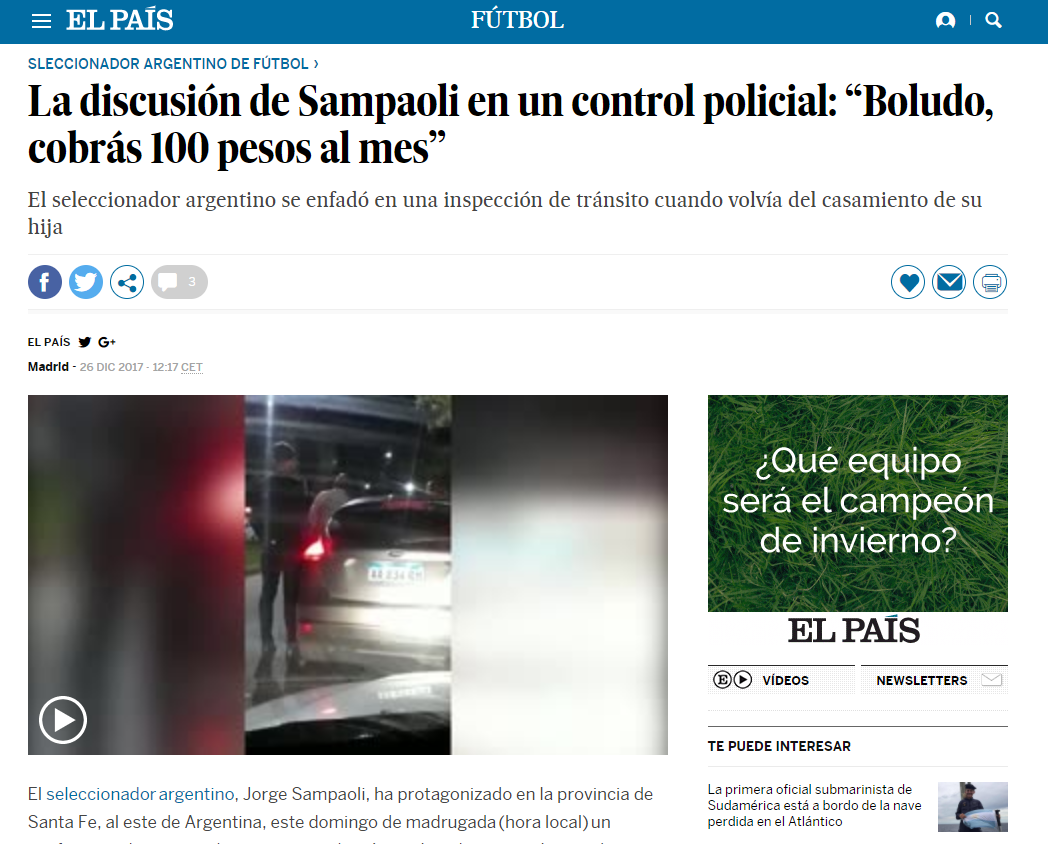 EL PAÍS
FÚTBOL
SLECCIONADOR ARGENTINO DE FÚTBOL ›
La discusión de Sampaoli en un control policial: “Boludo,
cobrás 100 pesos al mes”
El seleccionador argentino se enfadó en una inspección de tránsito cuando volvía del casamiento de su
hija
3
EL PAÍS G+
Madrid - 26 DIC 2017 - 12:17 CET
¿Qué equipo
será el campeón
de invierno?
EL PAÍS
E VÍDEOS
NEWSLETTERS
TE PUEDE INTERESAR
La primera oficial submarinista de
Sudamérica está a bordo de la nave
perdida en el Atlántico
El seleccionador argentino, Jorge Sampaoli, ha protagonizado en la provincia de
Santa Fe, al este de Argentina, este domingo de madrugada (hora local) un